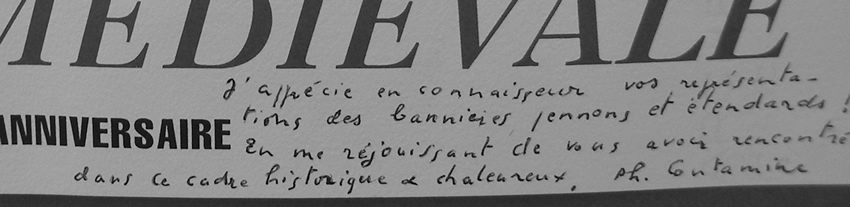 MEDIEVALE
J'apprécie en connaisseur vos représenta-
ANNIVERSAIRE tions des bannières pennons et étendards !
En me réjouissant de vous avoir rencontré
dans ce cadre historique & chaleureux. Ph. Contamine